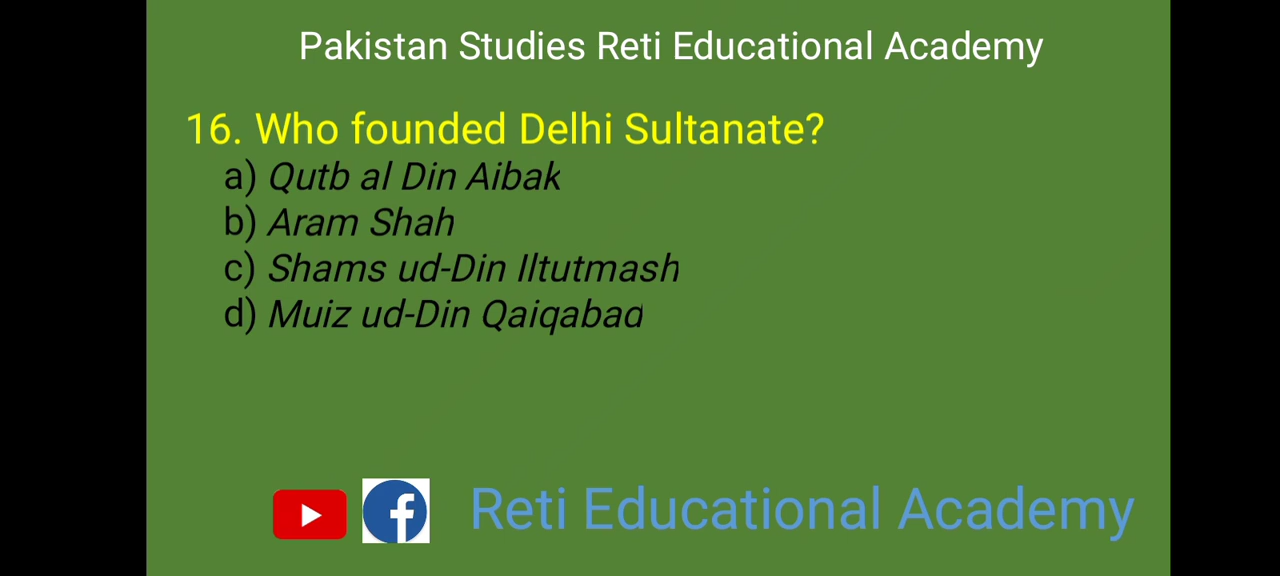 Pakistan Studies Reti Educational Academy
16. Who founded Delhi Sultanate?
a) Qutb al Din Aibak
b) Aram Shah
c) Shams ud-Din Iltutmash
d) Muiz ud-Din Qaiqabad
Reti Educational Academy